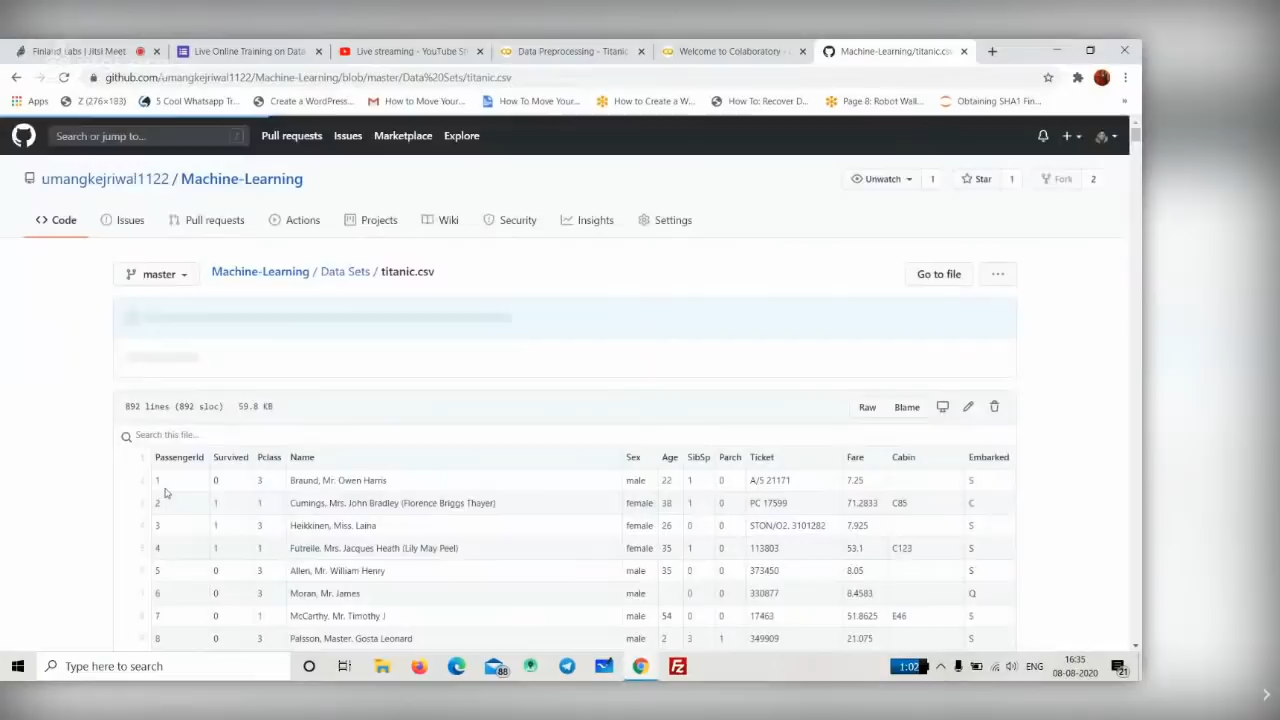 Finland Labs | Jitsi Meet
Live Online Training on Data
Live streaming - YouTube St
Data Preprocessing - Titanic
Welcome to Colaboratory - C
Machine-Learning/titanic.csv
github.com/umangkejriwal1122/Machine-Learning/blob/master/Data%20Sets/titanic.csv
Apps Z (276×183) 5 Cool Whatsapp Tr... Create a WordPress... How to Move Your... How To Move Your... How to Create a W... How To: Recover D... Page 8: Robot Wall... Obtaining SHA1 Fin... »
Search or jump to... / Pull requests Issues Marketplace Explore
umangkejriwal1122 / Machine-Learning Unwatch 1 Star 1 Fork 2
<> Code Issues Pull requests Actions Projects Wiki Security Insights Settings
master Machine-Learning / Data Sets / titanic.csv Go to file ...
892 lines (892 sloc) 59.8 KB Raw Blame
Search this file...
1 PassengerId Survived Pclass Name Sex Age SibSp Parch Ticket Fare Cabin Embarked
2 1 0 3 Braund, Mr. Owen Harris male 22 1 0 A/5 21171 7.25 S
3 2 1 1 Cumings, Mrs. John Bradley (Florence Briggs Thayer) female 38 1 0 PC 17599 71.2833 C85 C
4 3 1 3 Heikkinen, Miss. Laina female 26 0 0 STON/O2. 3101282 7.925 S
5 4 1 1 Futrelle, Mrs. Jacques Heath (Lily May Peel) female 35 1 0 113803 53.1 C123 S
6 5 0 3 Allen, Mr. William Henry male 35 0 0 373450 8.05 S
7 6 0 3 Moran, Mr. James male 0 0 330877 8.4583 Q
8 7 0 1 McCarthy, Mr. Timothy J male 54 0 0 17463 51.8625 E46 S
9 8 0 3 Palsson, Master. Gosta Leonard male 2 3 1 349909 21.075 S
Type here to search 88 Fz 1:02 ENG 16:35
08-08-2020 21